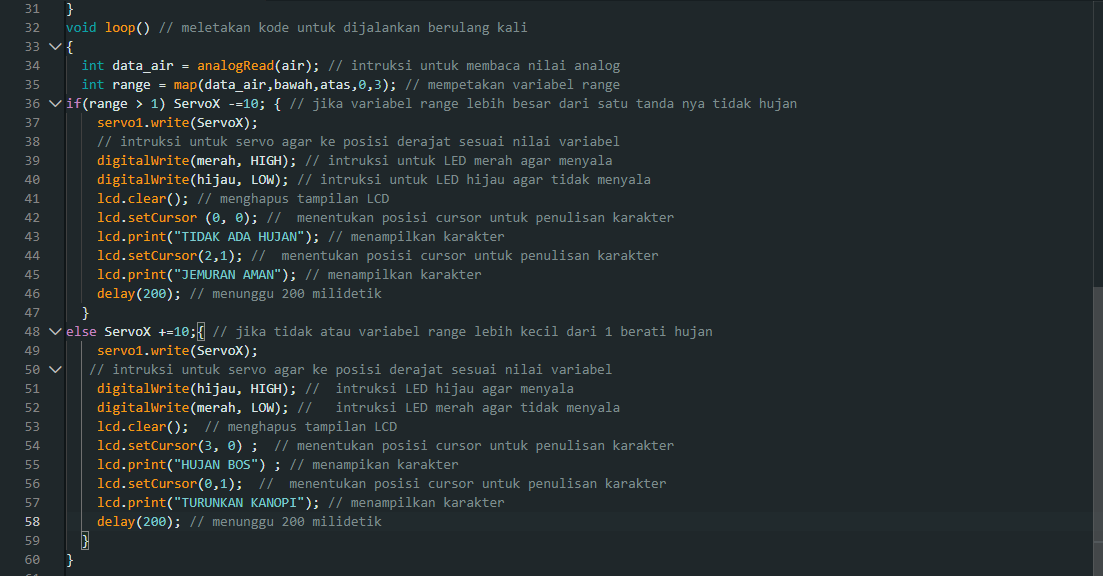 31 }
32 void loop() // meletakan kode untuk dijalankan berulang kali
33 {
34 int data_air = analogRead(air); // intruksi untuk membaca nilai analog
35 int range = map(data_air,bawah,atas,0,3); // mempetakan variabel range
36 if(range > 1) ServoX -=10; { // jika variabel range lebih besar dari satu tanda nya tidak hujan
37 servo1.write(ServoX);
38 // intruksi untuk servo agar ke posisi derajat sesuai nilai variabel
39 digitalWrite(merah, HIGH); // intruksi untuk LED merah agar menyala
40 digitalWrite(hijau, LOW); // intruksi untuk LED hijau agar tidak menyala
41 lcd.clear(); // menghapus tampilan LCD
42 lcd.setCursor (0, 0); //  menentukan posisi cursor untuk penulisan karakter
43 lcd.print("TIDAK ADA HUJAN"); // menampilkan karakter
44 lcd.setCursor(2,1); //  menentukan posisi cursor untuk penulisan karakter
45 lcd.print("JEMURAN AMAN"); // menampilkan karakter
46 delay(200); // menunggu 200 milidetik
47 }
48 else ServoX +=10;{ // jika tidak atau variabel range lebih kecil dari 1 berati hujan
49 servo1.write(ServoX);
50 // intruksi untuk servo agar ke posisi derajat sesuai nilai variabel
51 digitalWrite(hijau, HIGH); //  intruksi LED hijau agar menyala
52 digitalWrite(merah, LOW); //   intruksi LED merah agar tidak menyala
53 lcd.clear();  // menghapus tampilan LCD
54 lcd.setCursor(3, 0) ;  // menentukan posisi cursor untuk penulisan karakter
55 lcd.print("HUJAN BOS") ; // menampikan karakter
56 lcd.setCursor(0,1);  //  menentukan posisi cursor untuk penulisan karakter
57 lcd.print("TURUNKAN KANOPI"); // menampilkan karakter
58 delay(200); // menunggu 200 milidetik
59 }
60 }